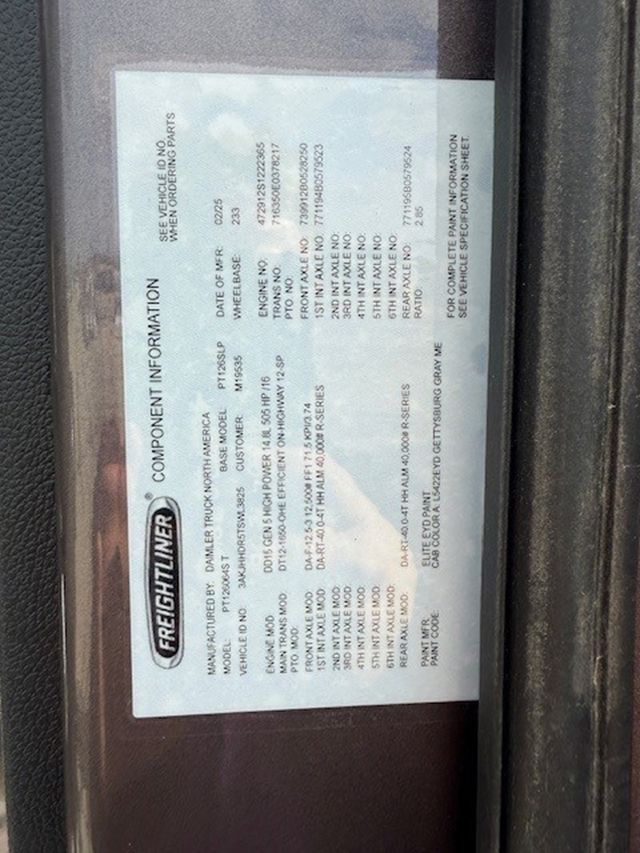 FREIGHTLINER® COMPONENT INFORMATION
SEE VEHICLE ID NO.
WHEN ORDERING PARTS
MANUFACTURED BY: DAIMLER TRUCK NORTH AMERICA
MODEL: PT126064S T BASE MODEL: PT126SLP DATE OF MFR: 02/25
VEHICLE ID NO: 3AKJHHDR5TSWL3825 CUSTOMER: M19635 WHEELBASE: 233
ENGINE MOD: DD15 GEN 5 HIGH POWER 14.8L 505 HP /16 ENGINE NO: 472912S1222365
MAIN TRANS MOD: DT12-1650-OHE EFFICIENT ON-HIGHWAY 12-SP TRANS NO: 716350E0378217
PTO. MOD: PTO NO:
FRONT AXLE MOD: DA-F-12.5-3 12,500# FF1 71.5 KPI/3.74 FRONT AXLE NO: 739912B0528250
1ST INT AXLE MOD: DA-RT-40.0-4T HH ALM 40,000# R-SERIES 1ST INT AXLE NO: 771194B0579523
2ND INT AXLE MOD: 2ND INT AXLE NO:
3RD INT AXLE MOD: 3RD INT AXLE NO:
4TH INT AXLE MOD: 4TH INT AXLE NO:
5TH INT AXLE MOD: 5TH INT AXLE NO:
6TH INT AXLE MOD: 6TH INT AXLE NO:
REAR AXLE MOD: DA-RT-40.0-4T HH ALM 40,000# R-SERIES REAR AXLE NO: 771195B0579524
RATIO: 2.85
PAINT MFR: ELITE EYD PAINT
PAINT CODE: CAB COLOR A: L5422EYD GETTYSBURG GRAY ME
FOR COMPLETE PAINT INFORMATION
SEE VEHICLE SPECIFICATION SHEET.